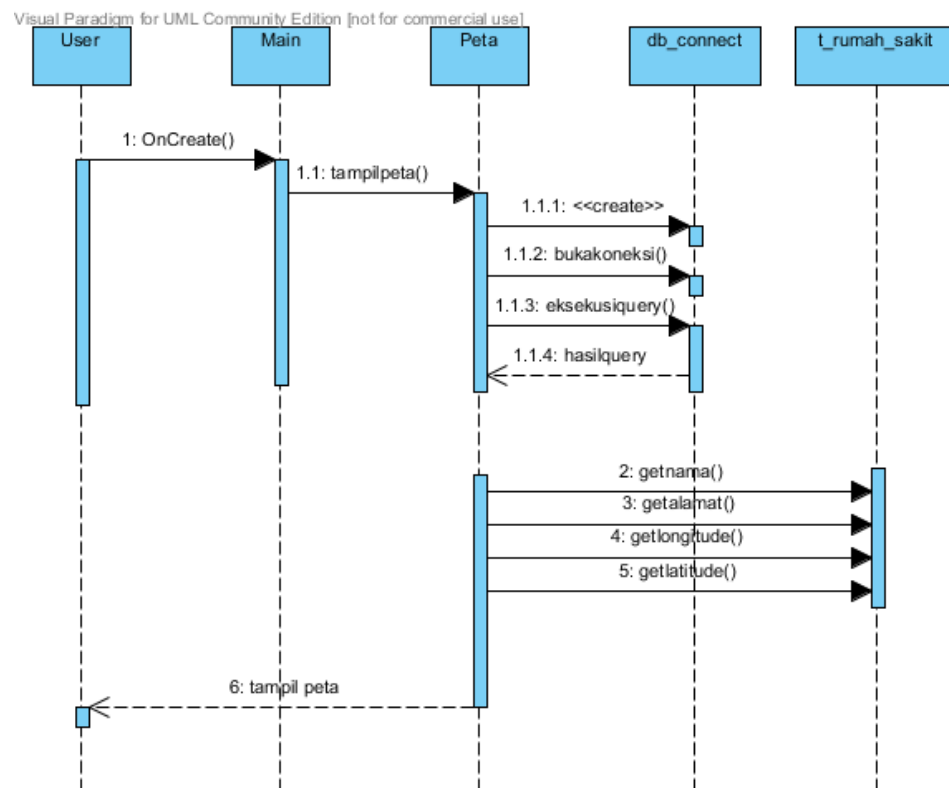 Visual Paradigm for UML Community Edition [not for commercial use]
User
Main
Peta
db_connect
t_rumah_sakit
1: OnCreate()
1.1: tampilpeta()
1.1.1: <<create>>
1.1.2: bukakoneksi()
1.1.3: eksekusiquery()
1.1.4: hasilquery
2: getnama()
3: getalamat()
4: getlongitude()
5: getlatitude()
6: tampil peta